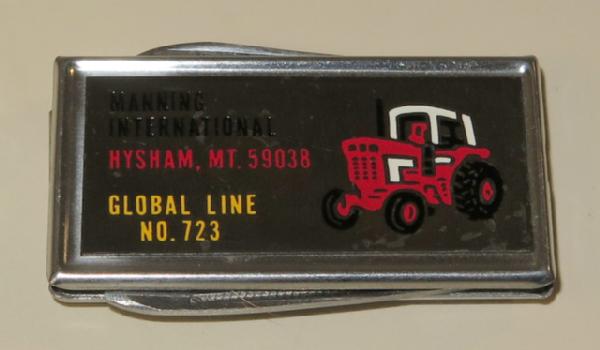 MANNING
INTERNATIONAL
HYSHAM, MT. 59038
GLOBAL LINE
NO. 723